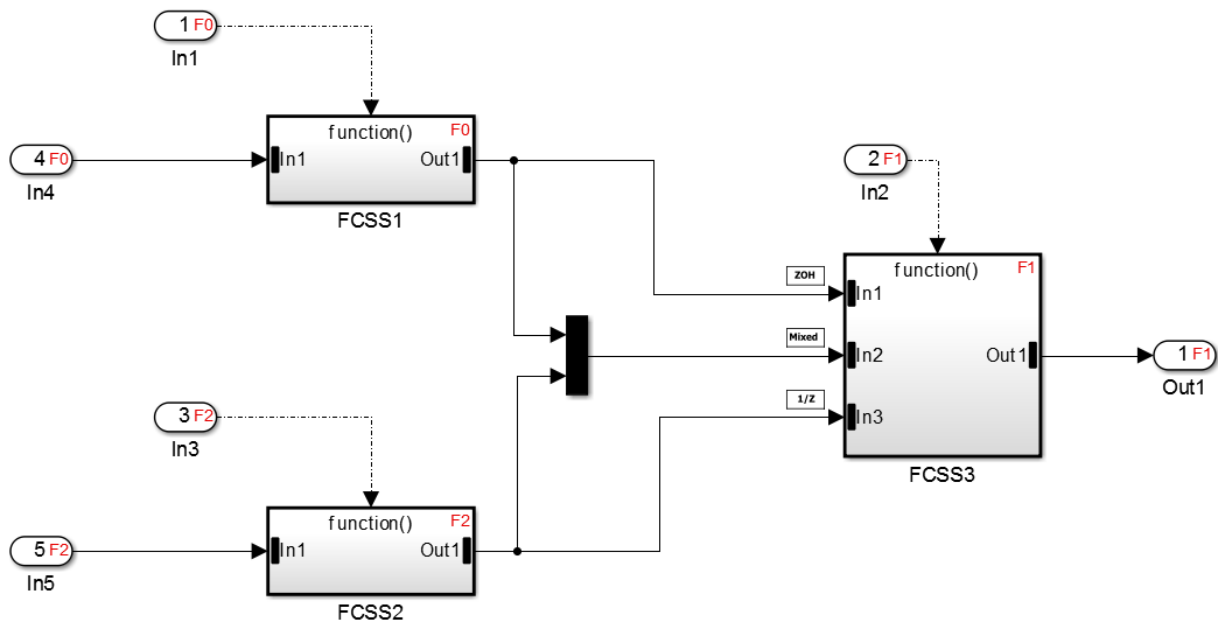 1 F0
In1
function()
F0
4 F0
In1
Out1
In4
FCSS1
2 F1
In2
function()
F1
ZOH
In1
Mixed
In2
Out1
1 F1
Out1
1/Z
In3
FCSS3
3 F2
In3
function()
F2
5 F2
In1
Out1
In5
FCSS2